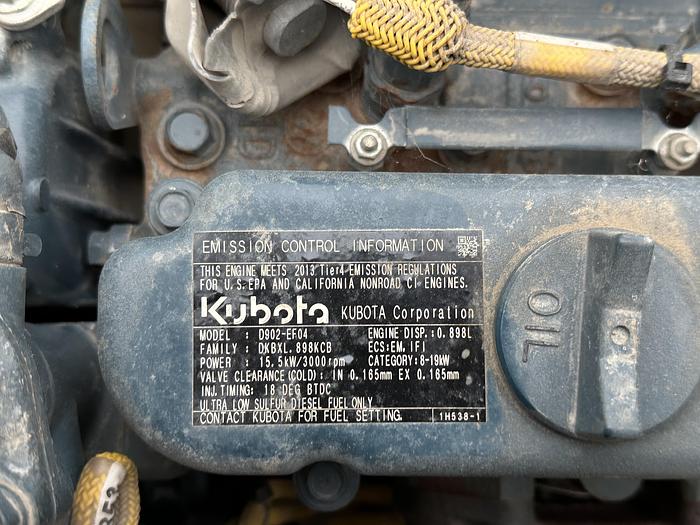 EMISSION CONTROL INFORMATION
THIS ENGINE MEETS 2013 Tier4 EMISSION REGULATIONS
FOR U.S.EPA AND CALIFORNIA NONROAD CI ENGINES.
Kubota KUBOTA Corporation
MODEL : D902-EF04 ENGINE DISP.:0.898L
FAMILY : DKBXL.898KCB ECS:EM,IFI
POWER : 15.5kW/3000rpm CATEGORY:8-19kW
VALVE CLEARANCE(COLD): IN 0.165mm EX 0.165mm
INJ.TIMING: 18 DEG BTDC
ULTRA LOW SULFUR DIESEL FUEL ONLY
CONTACT KUBOTA FOR FUEL SETTING. 1H538-1
OIL